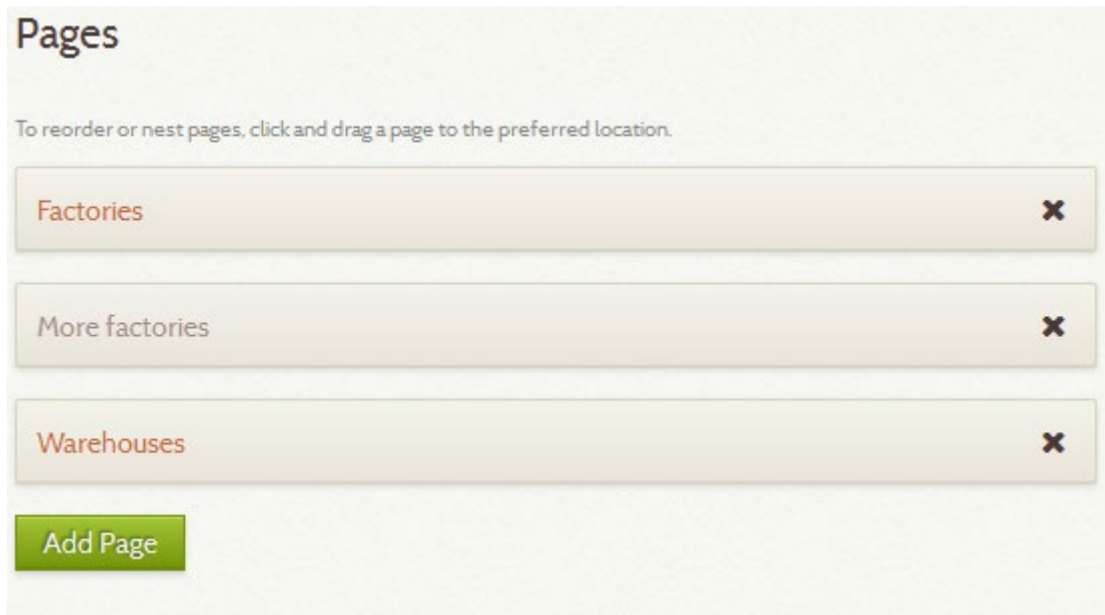 Pages
To reorder or nest pages, click and drag a page to the preferred location.
Factories
More factories
Warehouses
Add Page